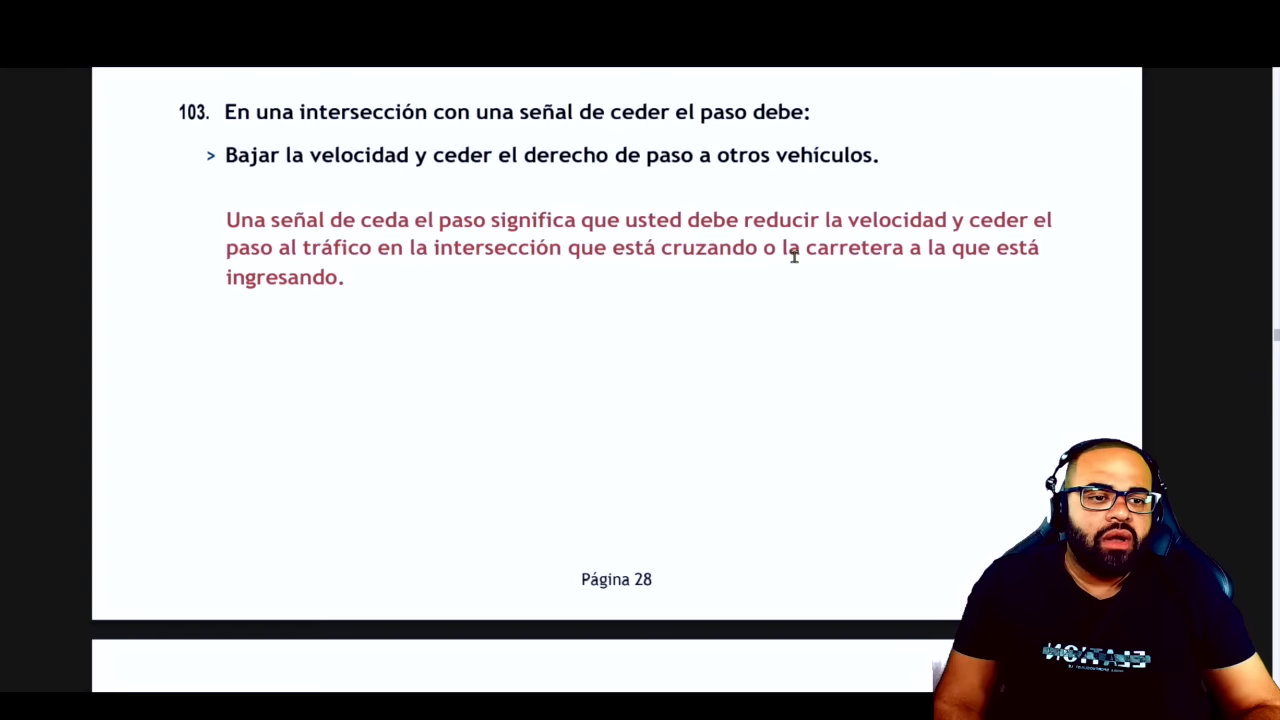 103. En una intersección con una señal de ceder el paso debe:
> Bajar la velocidad y ceder el derecho de paso a otros vehículos.
Una señal de ceda el paso significa que usted debe reducir la velocidad y ceder el
paso al tráfico en la intersección que está cruzando o la carretera a la que está
ingresando.
Página 28